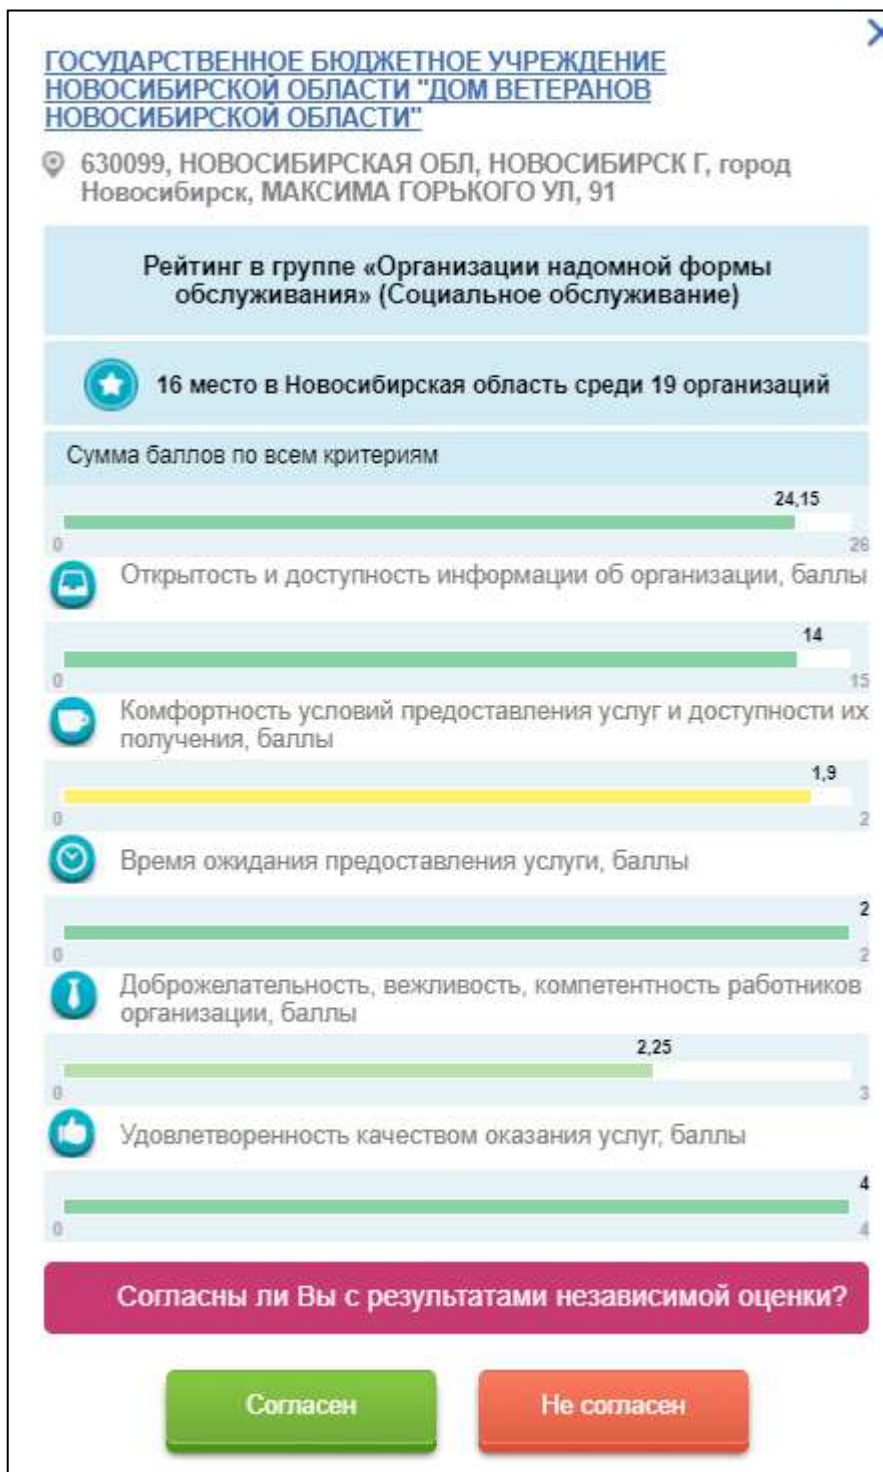 ГОСУДАРСТВЕННОЕ БЮДЖЕТНОЕ УЧРЕЖДЕНИЕ
НОВОСИБИРСКОЙ ОБЛАСТИ "ДОМ ВЕТЕРАНОВ
НОВОСИБИРСКОЙ ОБЛАСТИ"
630099, НОВОСИБИРСКАЯ ОБЛ, НОВОСИБИРСК Г, город
Новосибирск, МАКСИМА ГОРЬКОГО УЛ, 91
Рейтинг в группе «Организации надомной формы
обслуживания» (Социальное обслуживание)
16 место в Новосибирская область среди 19 организаций
Сумма баллов по всем критериям
24,15
0 26
Открытость и доступность информации об организации, баллы
14
0 15
Комфортность условий предоставления услуг и доступности их
получения, баллы
1,9
0 2
Время ожидания предоставления услуги, баллы
2
0 2
Доброжелательность, вежливость, компетентность работников
организации, баллы
2,25
0 3
Удовлетворенность качеством оказания услуг, баллы
4
0 4
Согласны ли Вы с результатами независимой оценки?
Согласен Не согласен